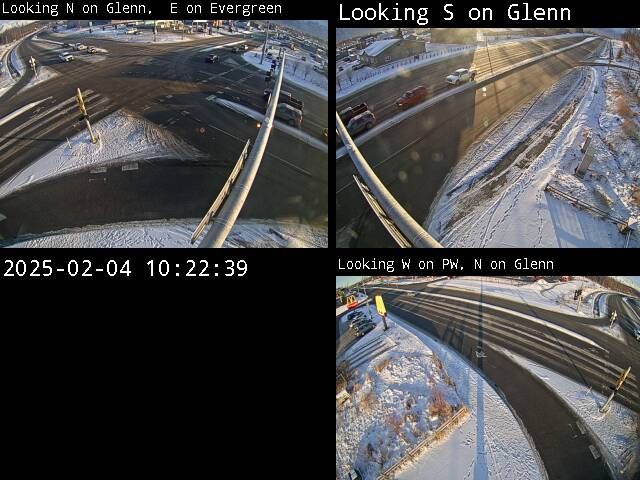 Looking N on Glenn,  E on Evergreen
Looking S on Glenn
2025-02-04 10:22:39
Looking W on PW, N on Glenn